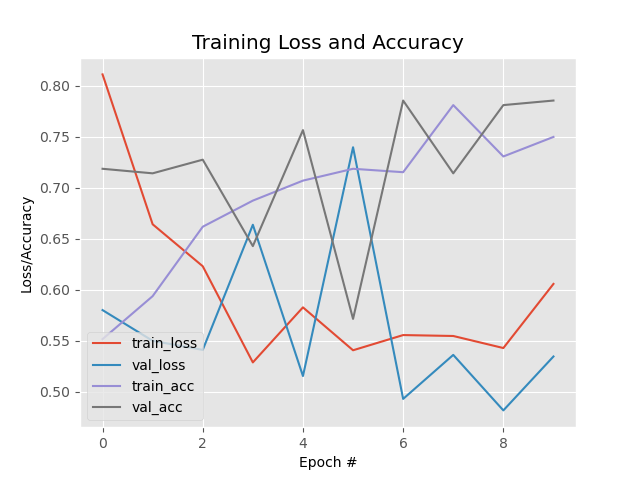 Training Loss and Accuracy
Loss/Accuracy
0.80
0.75
0.70
0.65
0.60
0.55
0.50
train_loss
val_loss
train_acc
val_acc
0 2 4 6 8
Epoch #